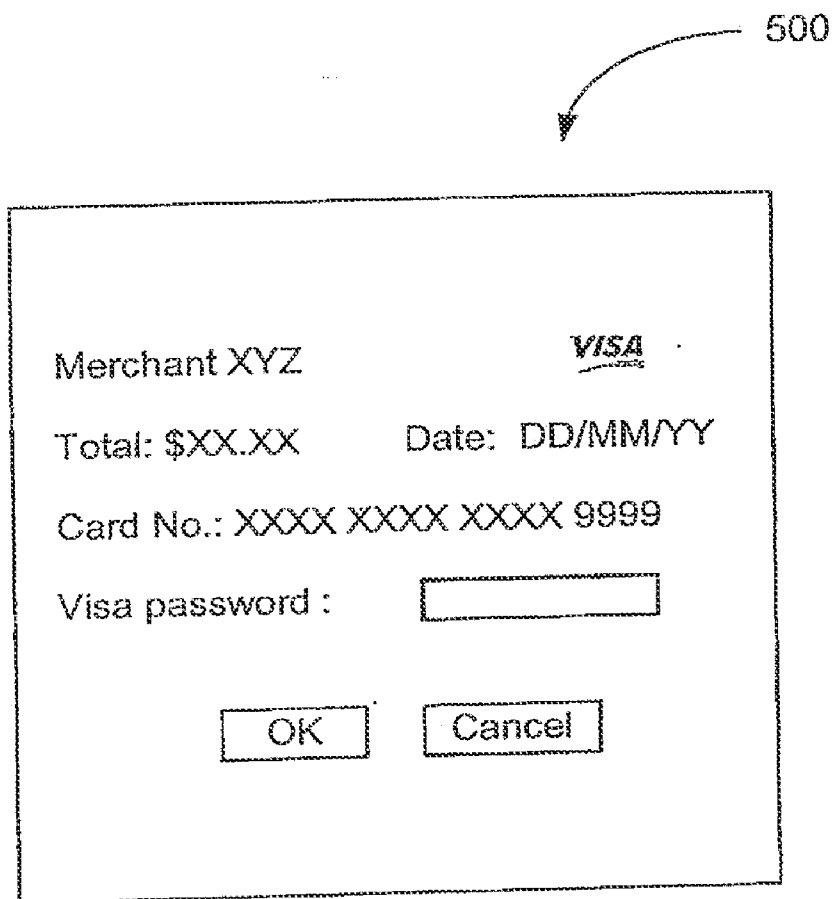 500
Merchant XYZ VISA
Total: $XX.XX Date: DD/MM/YY
Card No.: XXXX XXXX XXXX 9999
Visa password :
OK Cancel